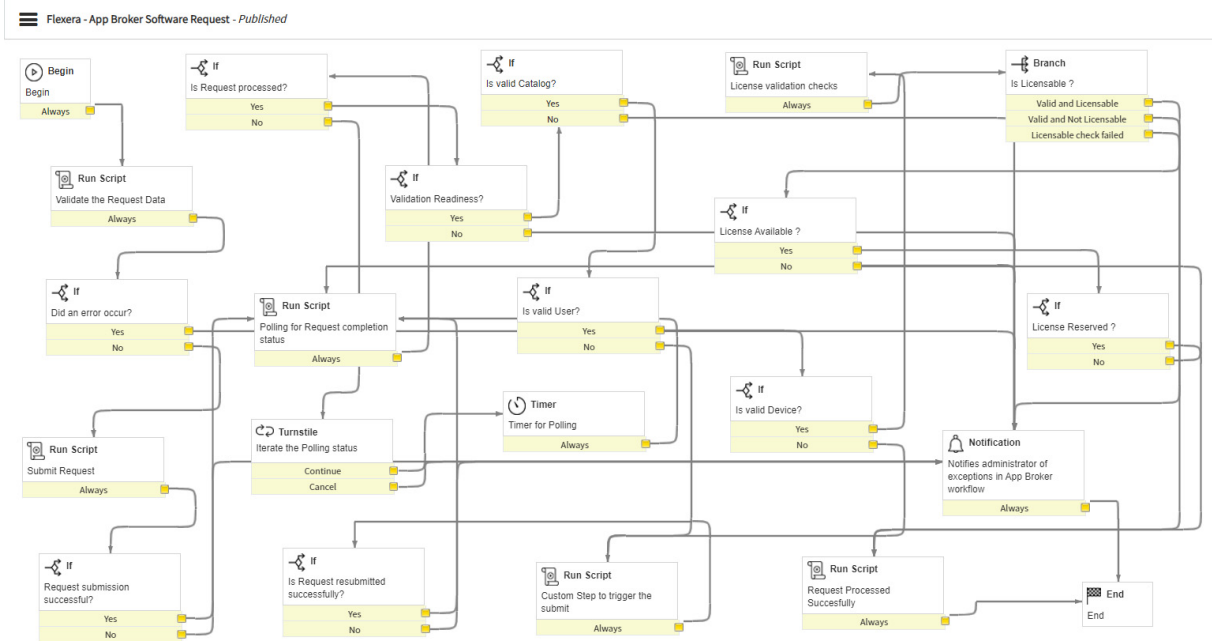 Flexera - App Broker Software Request - Published
Begin
Begin
Always
If
Is Request processed?
Yes
No
If
Is valid Catalog?
Yes
No
Run Script
License validation checks
Always
Branch
Is Licensable ?
Valid and Licensable
Valid and Not Licensable
Licensable check failed
Run Script
Validate the Request Data
Always
If
Validation Readiness?
Yes
No
If
License Available ?
Yes
No
If
Did an error occur?
Yes
No
Run Script
Polling for Request completion
status
Always
If
Is valid User?
Yes
No
If
License Reserved ?
Yes
No
Turnstile
Iterate the Polling status
Continue
Cancel
Timer
Timer for Polling
Always
If
Is valid Device?
Yes
No
Run Script
Submit Request
Always
Notification
Notifies administrator of
exceptions in App Broker
workflow
Always
If
Request submission
successful?
Yes
No
If
Is Request resubmitted
successfully?
Yes
No
Run Script
Custom Step to trigger the
submit
Always
Run Script
Request Processed
Succesfully
Always
End
End